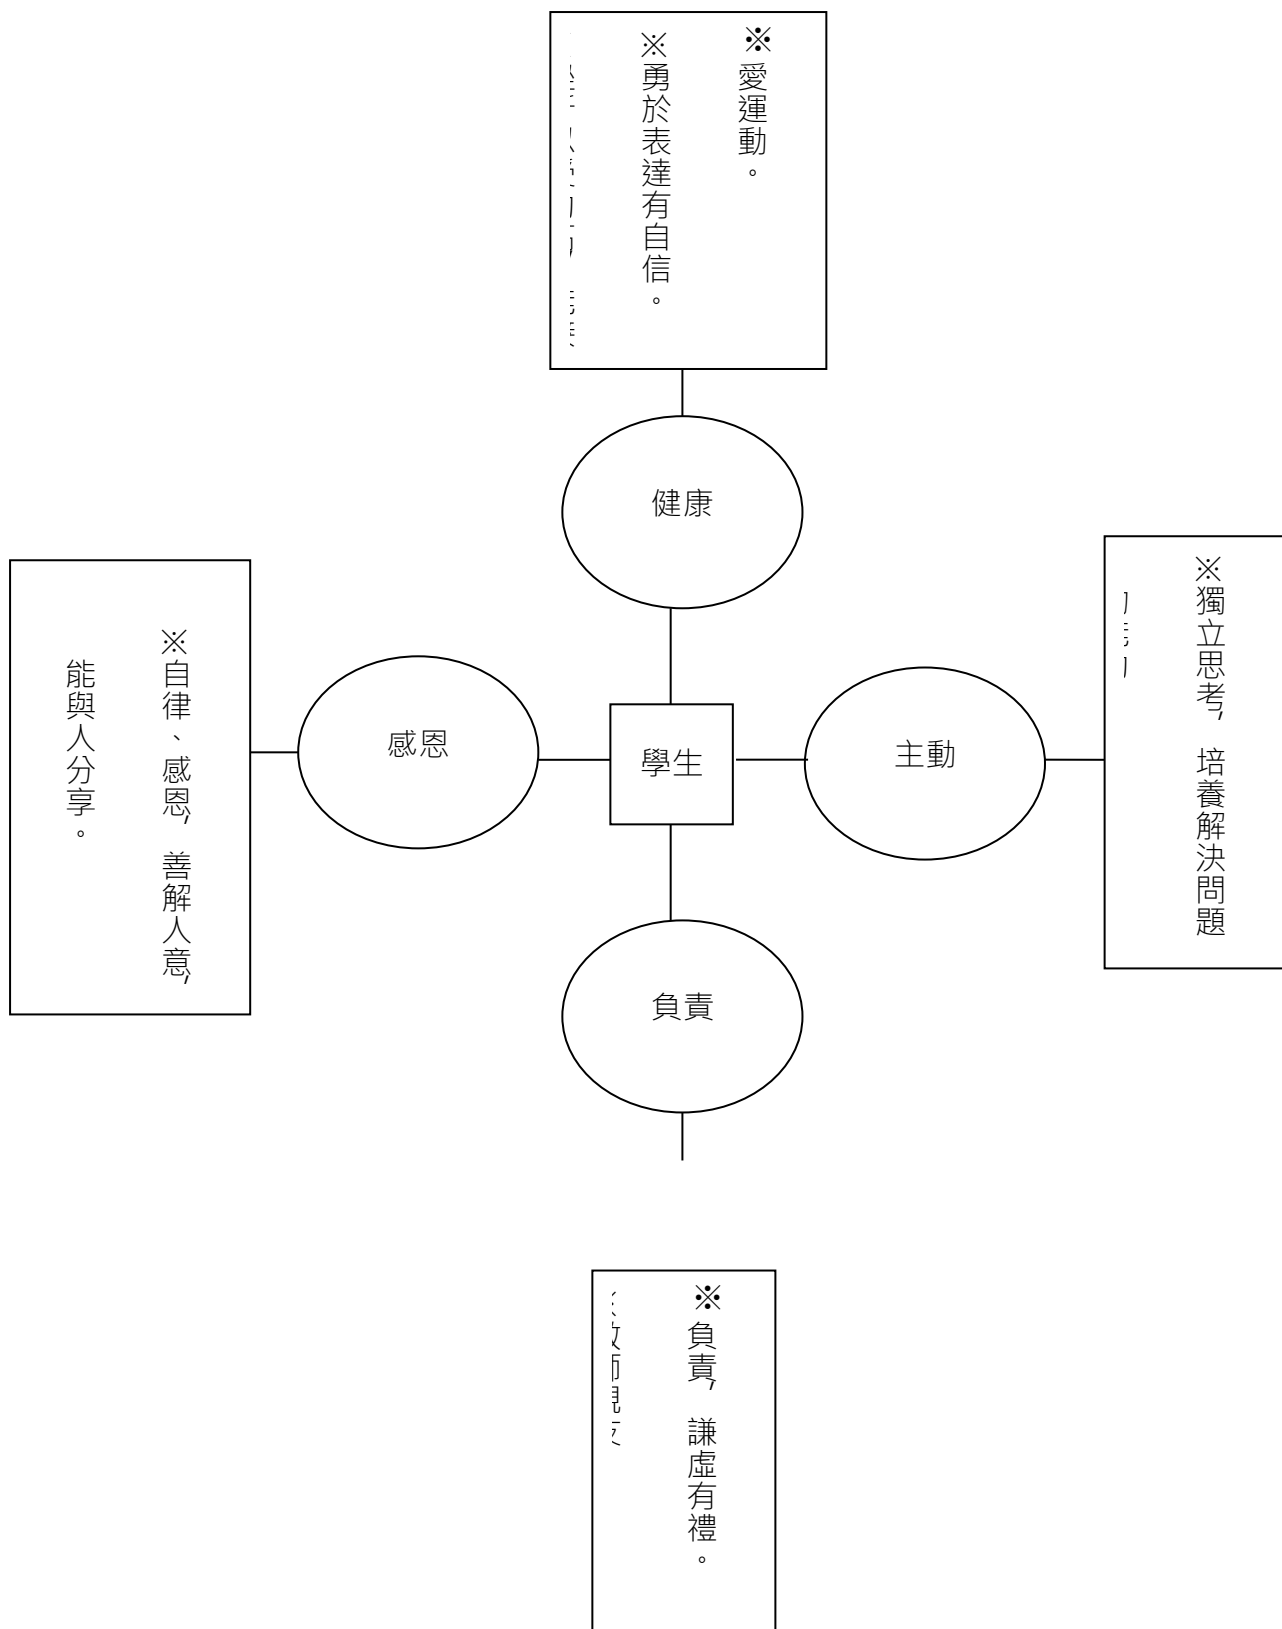 ※愛運動。
※勇於表達有自信。
健康
※獨立思考，培養解決問題
主動
學生
感恩
※自律、感恩，善解人意，
能與人分享。
負責
※負責，謙虛有禮。